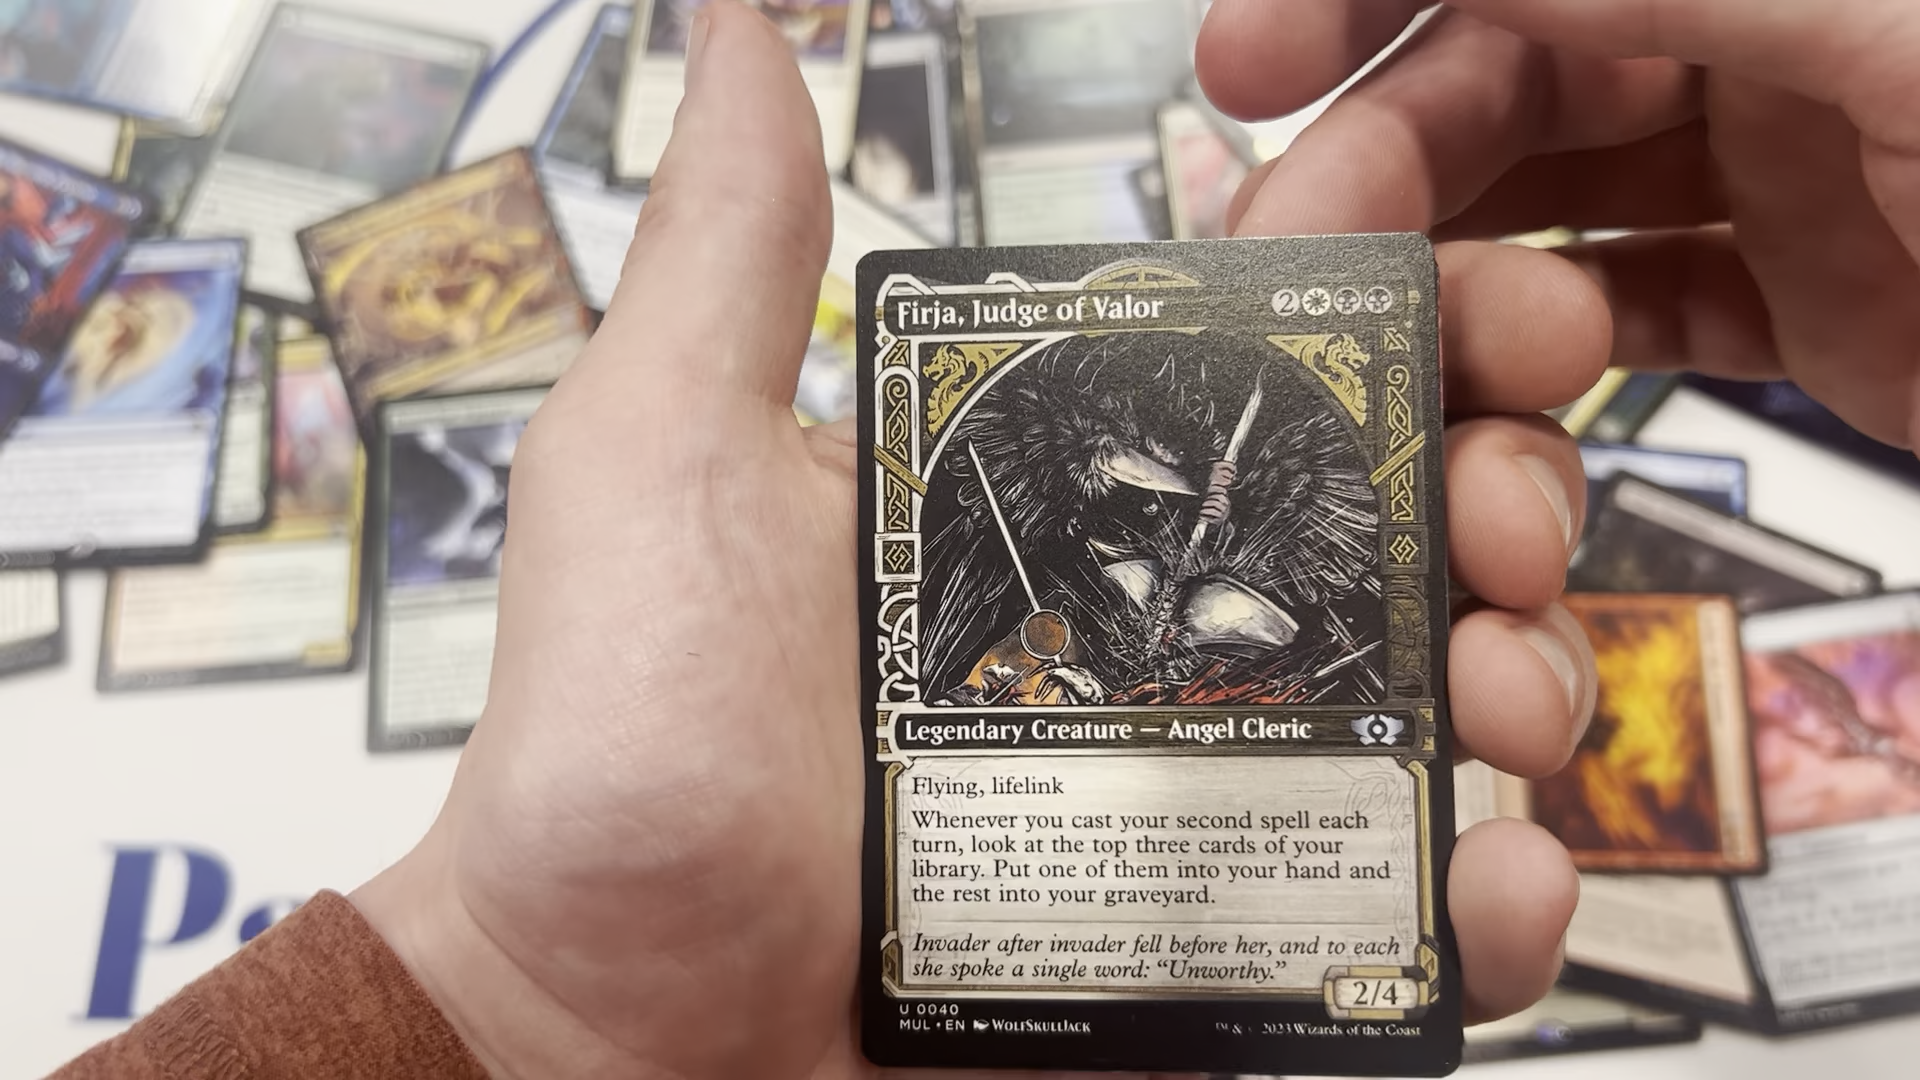 Firja, Judge of Valor 2
Legendary Creature — Angel Cleric
Flying, lifelink
Whenever you cast your second spell each
turn, look at the top three cards of your
library. Put one of them into your hand and
the rest into your graveyard.
Invader after invader fell before her, and to each
she spoke a single word: “Unworthy.”
2/4
U 0040
MUL • EN WolfSkullJack
™ & 2023 Wizards of the Coast
P